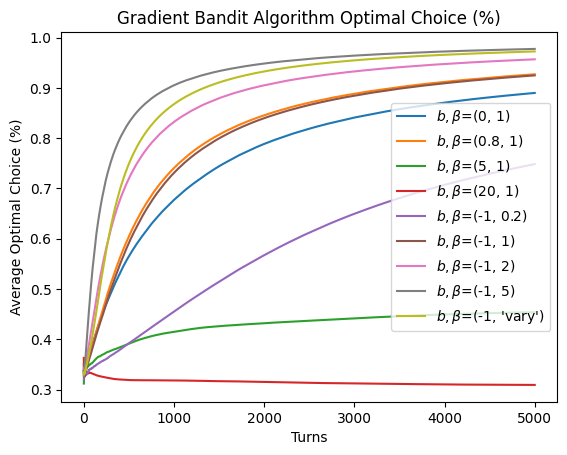 Gradient Bandit Algorithm Optimal Choice (%)
Average Optimal Choice (%)
1.0
0.9
0.8
0.7
0.6
0.5
0.4
0.3
b, β=(0, 1)
b, β=(0.8, 1)
b, β=(5, 1)
b, β=(20, 1)
b, β=(-1, 0.2)
b, β=(-1, 1)
b, β=(-1, 2)
b, β=(-1, 5)
b, β=(-1, 'vary')
0 1000 2000 3000 4000 5000
Turns